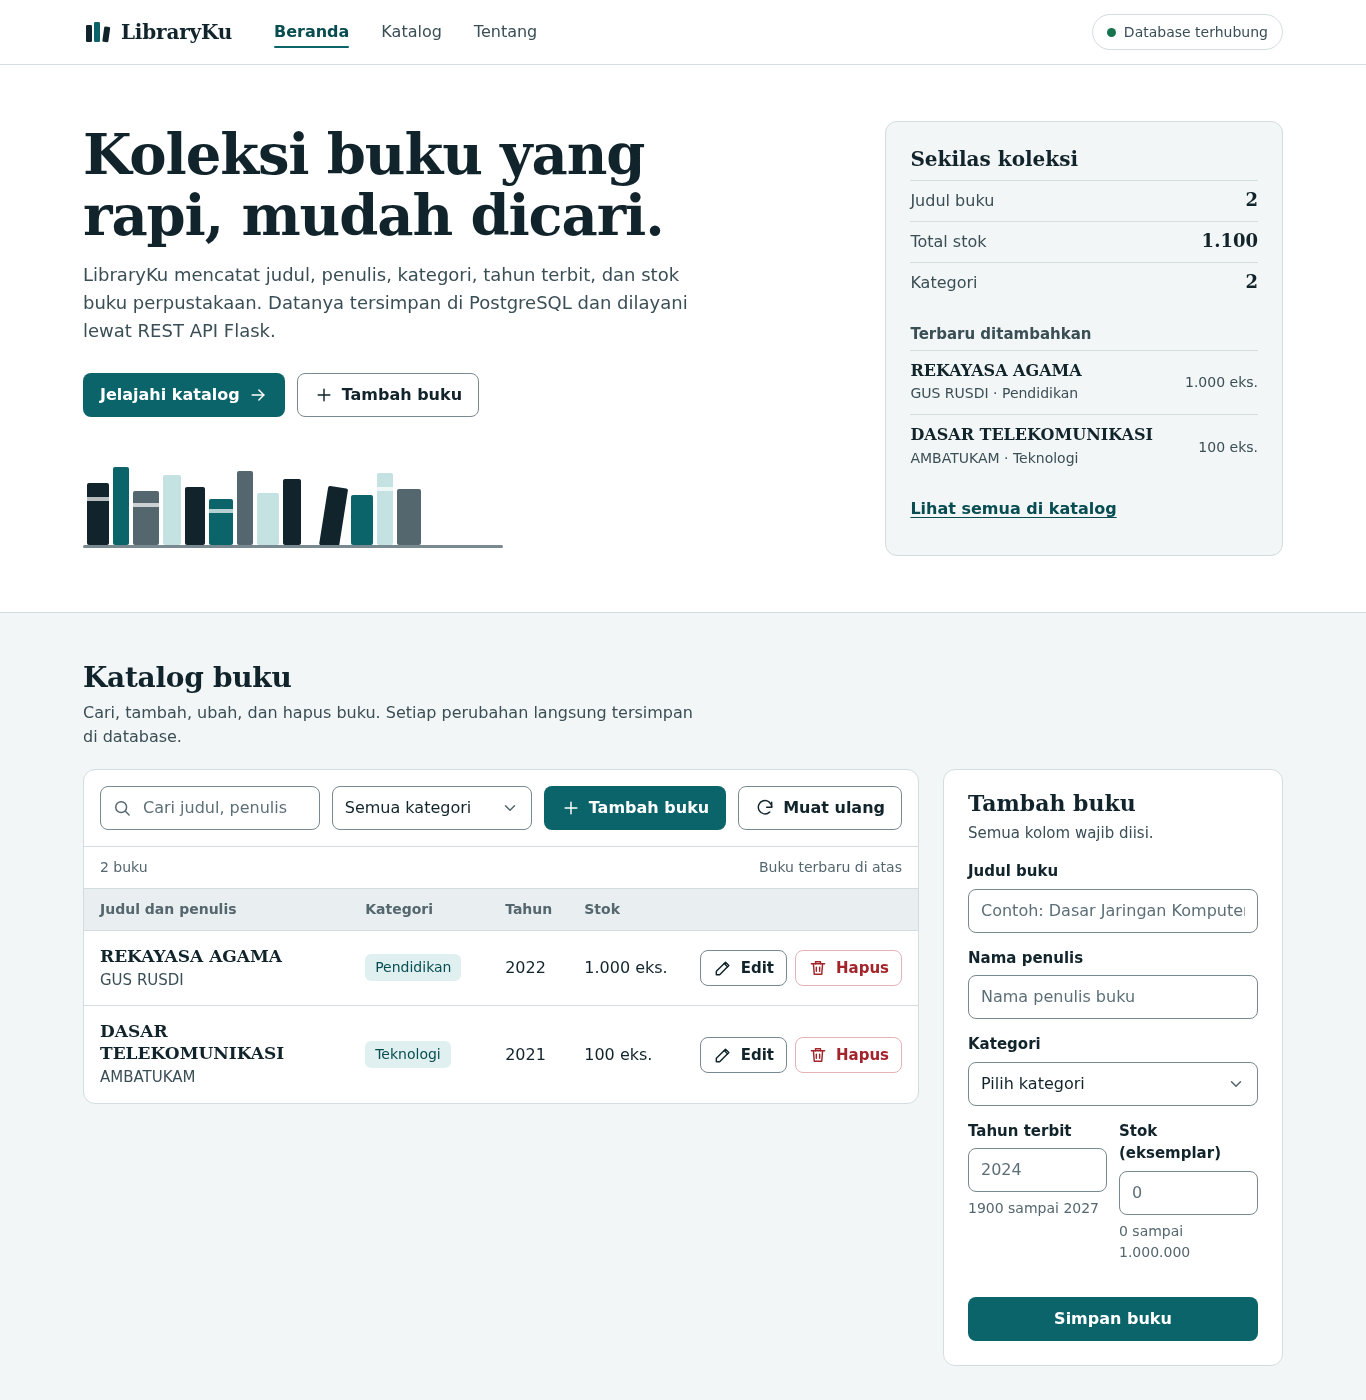 LibraryKu
Beranda
Katalog
Tentang
Database terhubung
Koleksi buku yang
rapi, mudah dicari.
LibraryKu mencatat judul, penulis, kategori, tahun terbit, dan stok
buku perpustakaan. Datanya tersimpan di PostgreSQL dan dilayani
lewat REST API Flask.
Jelajahi katalog
Tambah buku
Sekilas koleksi
Judul buku 2
Total stok 1.100
Kategori 2
Terbaru ditambahkan
REKAYASA AGAMA
GUS RUSDI · Pendidikan
1.000 eks.
DASAR TELEKOMUNIKASI
AMBATUKAM · Teknologi
100 eks.
Lihat semua di katalog
Katalog buku
Cari, tambah, ubah, dan hapus buku. Setiap perubahan langsung tersimpan
di database.
Cari judul, penulis
Semua kategori
Tambah buku
Muat ulang
2 buku
Buku terbaru di atas
Judul dan penulis Kategori Tahun Stok
REKAYASA AGAMA
GUS RUSDI
Pendidikan
2022
1.000 eks.
Edit
Hapus
DASAR
TELEKOMUNIKASI
AMBATUKAM
Teknologi
2021
100 eks.
Edit
Hapus
Tambah buku
Semua kolom wajib diisi.
Judul buku
Contoh: Dasar Jaringan Komputer
Nama penulis
Nama penulis buku
Kategori
Pilih kategori
Tahun terbit
2024
1900 sampai 2027
Stok
(eksemplar)
0
0 sampai
1.000.000
Simpan buku